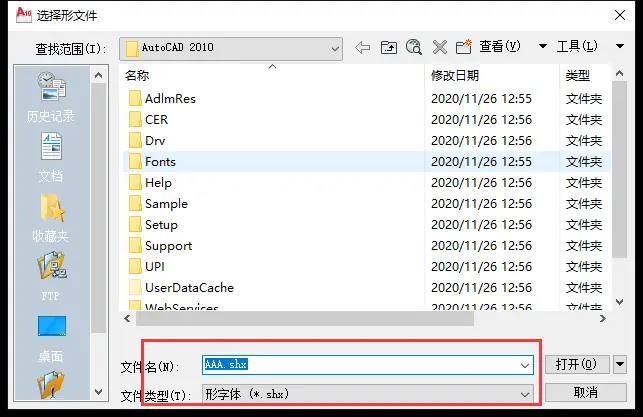 选择形文件
查找范围(I):
AutoCAD 2010
查看(V)
工具(L)
名称 修改日期 类型
AdlmRes 2020/11/26 12:55 文件夹
CER 2020/11/26 12:56 文件夹
Drv 2020/11/26 12:56 文件夹
Fonts 2020/11/26 12:55 文件夹
Help 2020/11/26 12:56 文件夹
Sample 2020/11/26 12:56 文件夹
Setup 2020/11/26 12:56 文件夹
Support 2020/11/26 12:56 文件夹
UPI 2020/11/26 12:56 文件夹
UserDataCache 2020/11/26 12:56 文件夹
WebServices 2020/11/26 12:56 文件夹
历史记录
文档
收藏夹
FTP
桌面
文件名(N):
AAA.shx
打开(O)
文件类型(T):
形字体 (*.shx)
取消